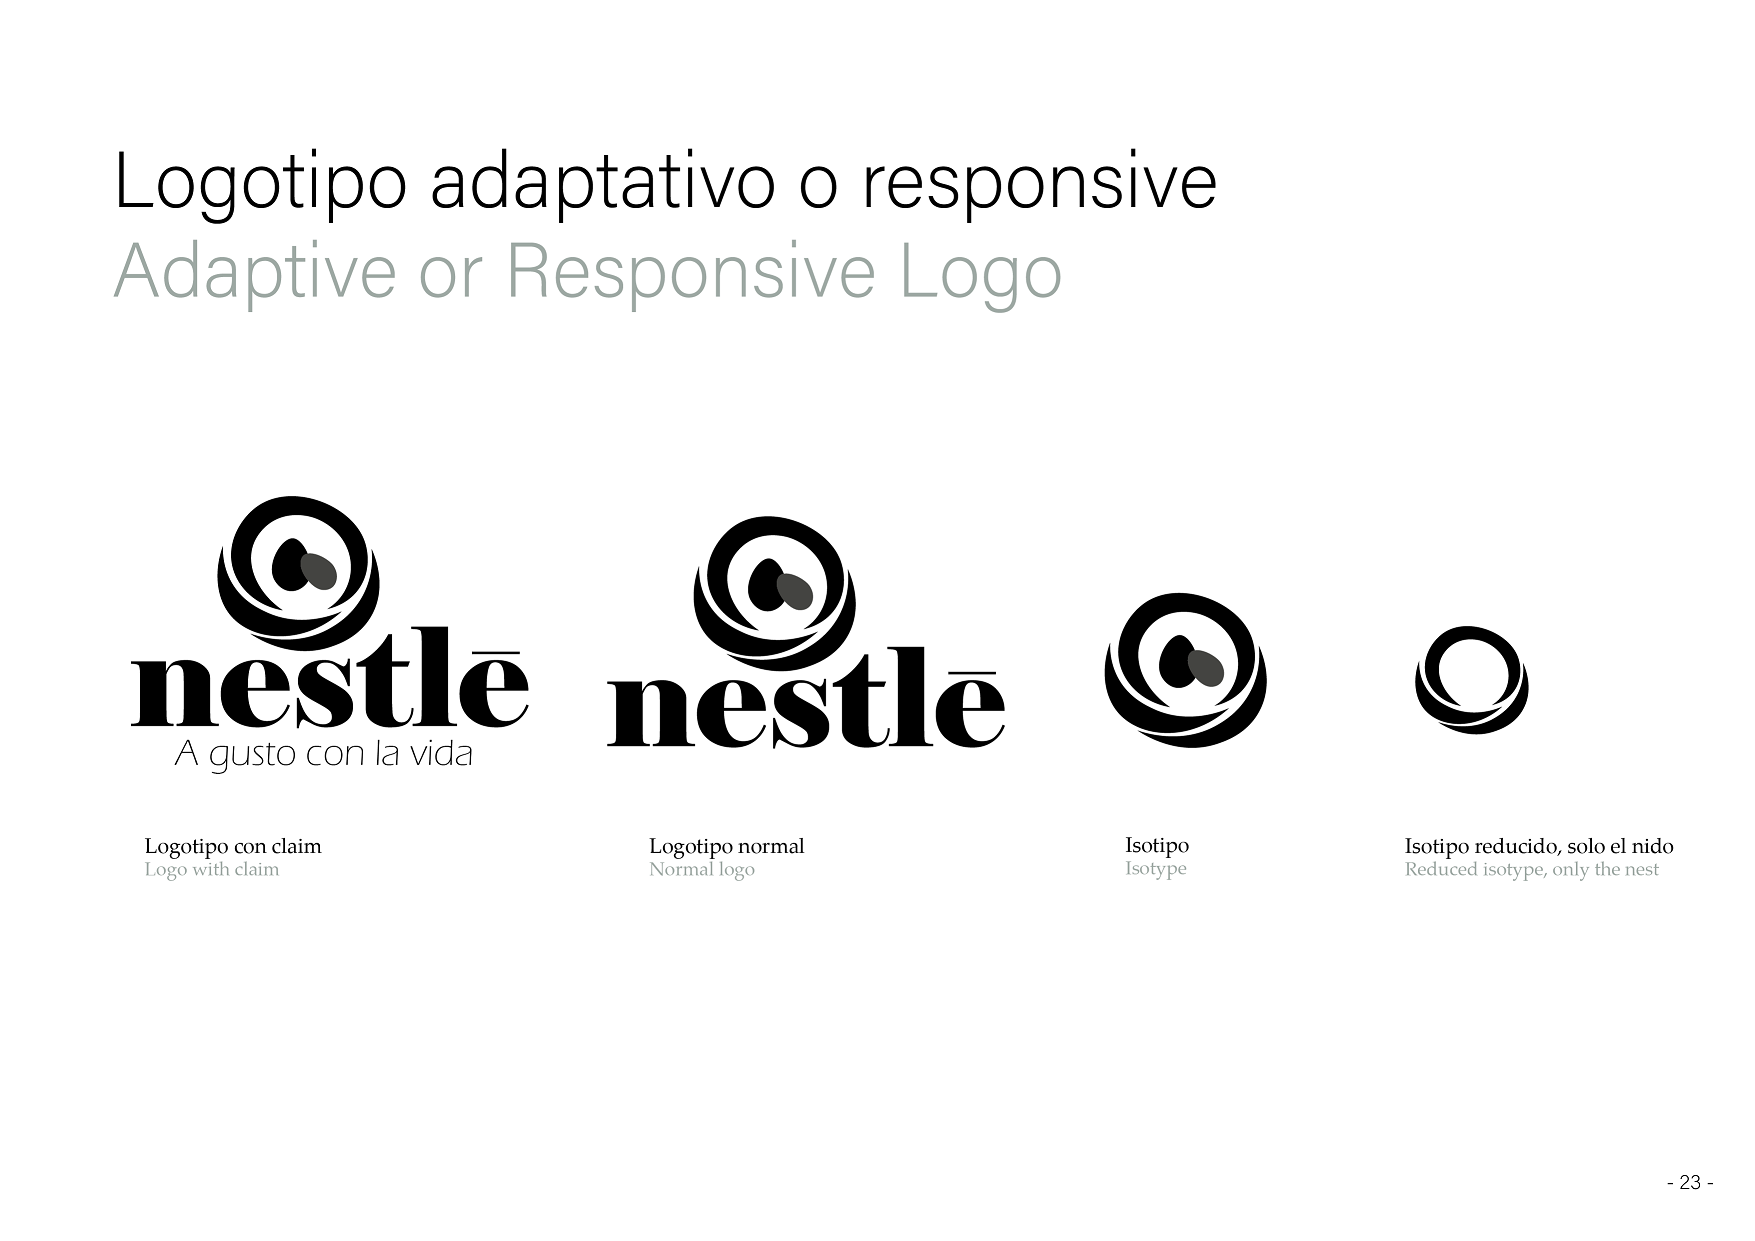 Logotipo adaptativo o responsive
Adaptive or Responsive Logo
nestlē
A gusto con la vida
nestlē
Logotipo con claim
Logo with claim
Logotipo normal
Normal logo
Isotipo
Isotype
Isotipo reducido, solo el nido
Reduced isotype, only the nest
- 23 -